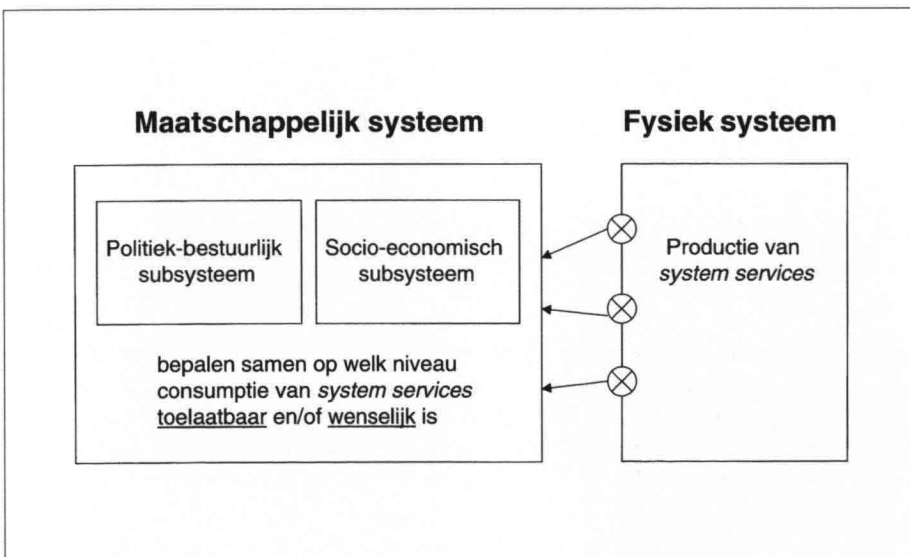 Maatschappelijk systeem
Fysiek systeem
Politiek-bestuurlijk
subsysteem
Socio-economisch
subsysteem
bepalen samen op welk niveau
consumptie van system services
toelaatbaar en/of wenselijk is
Productie van
system services